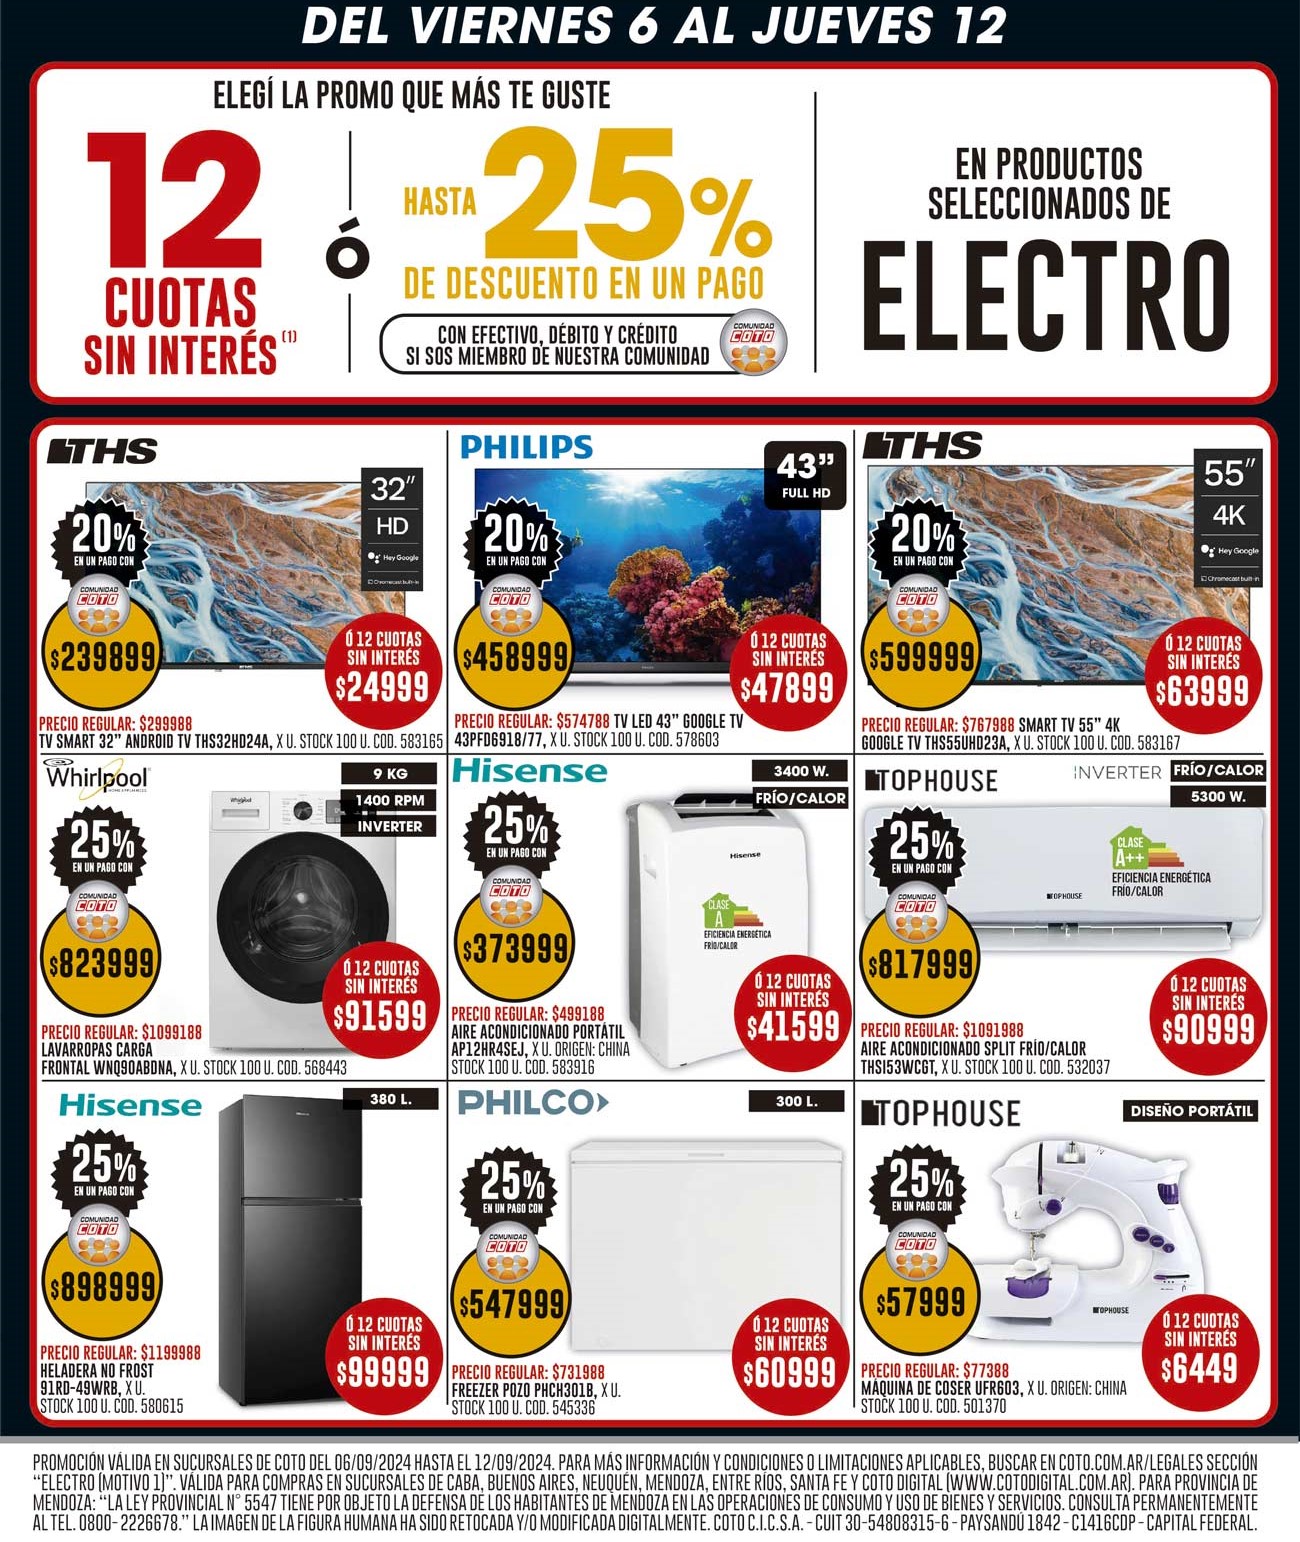 DEL VIERNES 6 AL JUEVES 12
ELEGÍ LA PROMO QUE MÁS TE GUSTE
12
CUOTAS
SIN INTERÉS (1)
Ó
HASTA 25%
DE DESCUENTO EN UN PAGO
CON EFECTIVO, DÉBITO Y CRÉDITO
SI SOS MIEMBRO DE NUESTRA COMUNIDAD
COMUNIDAD
COTO
EN PRODUCTOS
SELECCIONADOS DE
ELECTRO
THS
32"
HD
Hey Google
Chromecast built-in
20%
EN UN PAGO CON
COMUNIDAD
COTO
$239899
Ó 12 CUOTAS
SIN INTERÉS
$24999
PRECIO REGULAR: $299988
TV SMART 32" ANDROID TV THS32HD24A, X U. STOCK 100 U. COD. 583165
PHILIPS
43"
FULL HD
20%
EN UN PAGO CON
COMUNIDAD
COTO
$458999
Ó 12 CUOTAS
SIN INTERÉS
$47899
PRECIO REGULAR: $574788 TV LED 43" GOOGLE TV
43PFD6918/77, X U. STOCK 100 U. COD. 578603
THS
55"
4K
Hey Google
Chromecast built-in
20%
EN UN PAGO CON
COMUNIDAD
COTO
$599999
Ó 12 CUOTAS
SIN INTERÉS
$63999
PRECIO REGULAR: $767988 SMART TV 55" 4K
GOOGLE TV THS55UHD23A, X U. STOCK 100 U. COD. 583167
Whirlpool
9 KG
1400 RPM
INVERTER
Whirlpool
25%
EN UN PAGO CON
COMUNIDAD
COTO
$823999
Ó 12 CUOTAS
SIN INTERÉS
$91599
PRECIO REGULAR: $1099188
LAVARROPAS CARGA
FRONTAL WNQ90ABDNA, X U. STOCK 100 U. COD. 568443
Hisense
3400 W.
FRÍO/CALOR
Hisense
CLASE
A
EFICIENCIA ENERGÉTICA
FRÍO/CALOR
25%
EN UN PAGO CON
COMUNIDAD
COTO
$373999
Ó 12 CUOTAS
SIN INTERÉS
$41599
PRECIO REGULAR: $499188
AIRE ACONDICIONADO PORTÁTIL
AP12HR4SEJ, X U. ORIGEN: CHINA
STOCK 100 U. COD. 583916
TOPHOUSE
INVERTER
FRÍO/CALOR
5300 W.
CLASE
A++
EFICIENCIA ENERGÉTICA
FRÍO/CALOR
TOPHOUSE
25%
EN UN PAGO CON
COMUNIDAD
COTO
$817999
Ó 12 CUOTAS
SIN INTERÉS
$90999
PRECIO REGULAR: $1091988
AIRE ACONDICIONADO SPLIT FRÍO/CALOR
THSI53WCGT, X U. STOCK 100 U. COD. 532037
Hisense
380 L.
25%
EN UN PAGO CON
COMUNIDAD
COTO
$898999
Ó 12 CUOTAS
SIN INTERÉS
$99999
PRECIO REGULAR: $1199988
HELADERA NO FROST
91RD-49WRB, X U.
STOCK 100 U. COD. 580615
PHILCO
300 L.
25%
EN UN PAGO CON
COMUNIDAD
COTO
$547999
Ó 12 CUOTAS
SIN INTERÉS
$60999
PRECIO REGULAR: $731988
FREEZER POZO PHCH301B, X U.
STOCK 100 U. COD. 545336
TOPHOUSE
DISEÑO PORTÁTIL
TOPHOUSE
25%
EN UN PAGO CON
COMUNIDAD
COTO
$57999
Ó 12 CUOTAS
SIN INTERÉS
$6449
PRECIO REGULAR: $77388
MÁQUINA DE COSER UFR603, X U. ORIGEN: CHINA
STOCK 100 U. COD. 501370
PROMOCIÓN VÁLIDA EN SUCURSALES DE COTO DEL 06/09/2024 HASTA EL 12/09/2024. PARA MÁS INFORMACIÓN Y CONDICIONES O LIMITACIONES APLICABLES, BUSCAR EN COTO.COM.AR/LEGALES SECCIÓN
"ELECTRO (MOTIVO 1)". VÁLIDA PARA COMPRAS EN SUCURSALES DE CABA, BUENOS AIRES, NEUQUÉN, MENDOZA, ENTRE RÍOS, SANTA FE Y COTO DIGITAL (WWW.COTODIGITAL.COM.AR). PARA PROVINCIA DE
MENDOZA: "LA LEY PROVINCIAL N° 5547 TIENE POR OBJETO LA DEFENSA DE LOS HABITANTES DE MENDOZA EN LAS OPERACIONES DE CONSUMO Y USO DE BIENES Y SERVICIOS. CONSULTA PERMANENTEMENTE
AL TEL. 0800- 2226678." LA IMAGEN DE LA FIGURA HUMANA HA SIDO RETOCADA Y/O MODIFICADA DIGITALMENTE. COTO C.I.C.S.A. - CUIT 30-54808315-6 - PAYSANDÚ 1842 - C1416CDP - CAPITAL FEDERAL.